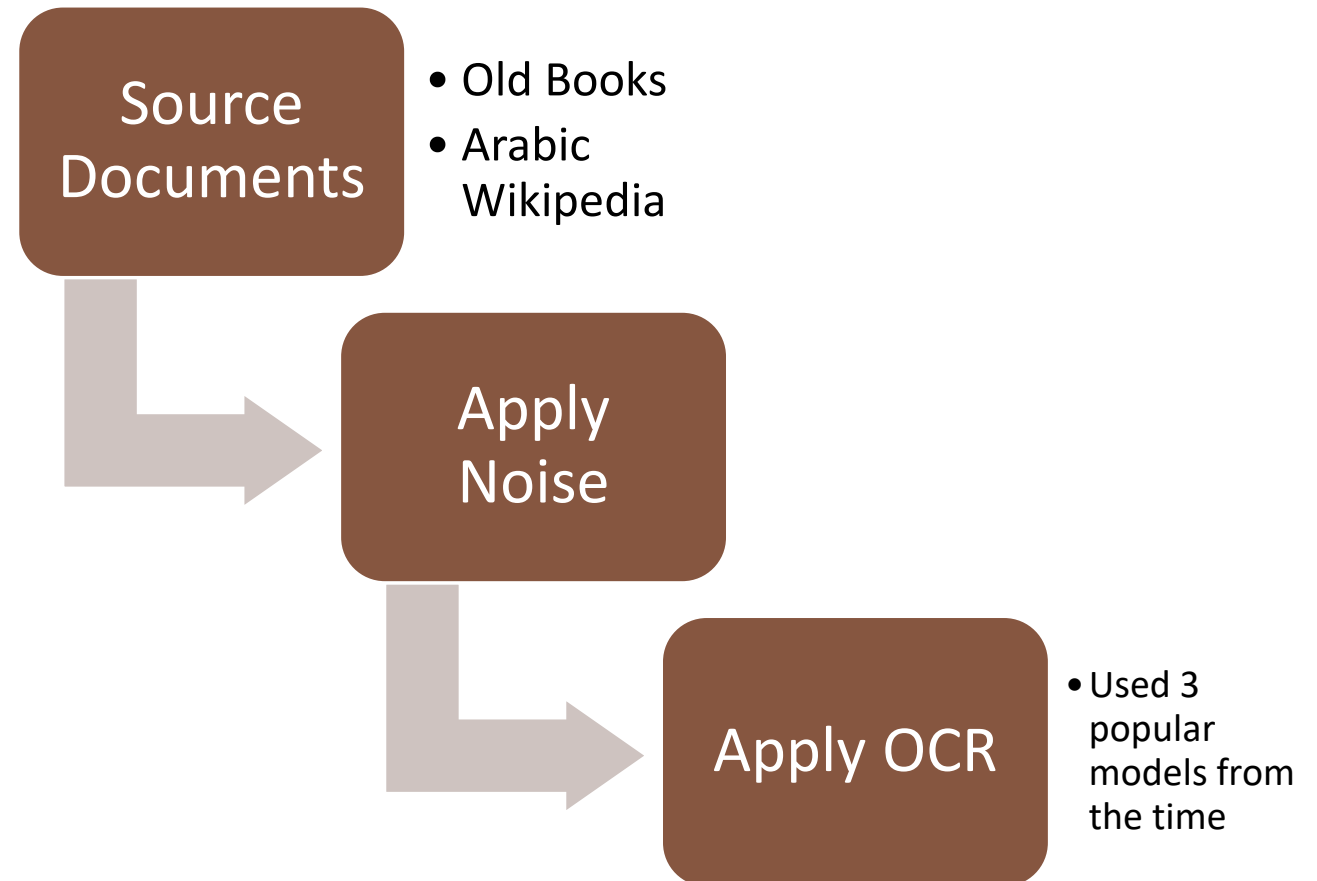 Source
Documents
• Old Books
• Arabic
Wikipedia
Apply
Noise
Apply OCR
• Used 3
popular
models from
the time